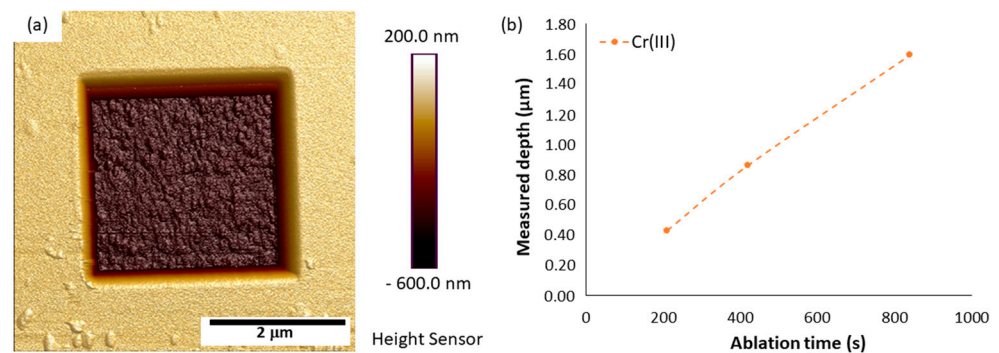 (a)
2 μm
200.0 nm
- 600.0 nm
Height Sensor
(b)
Cr(III)
Measured depth (μm)
1.80
1.60
1.40
1.20
1.00
0.80
0.60
0.40
0.20
0.00
0
200
400
600
800
1000
Ablation time (s)